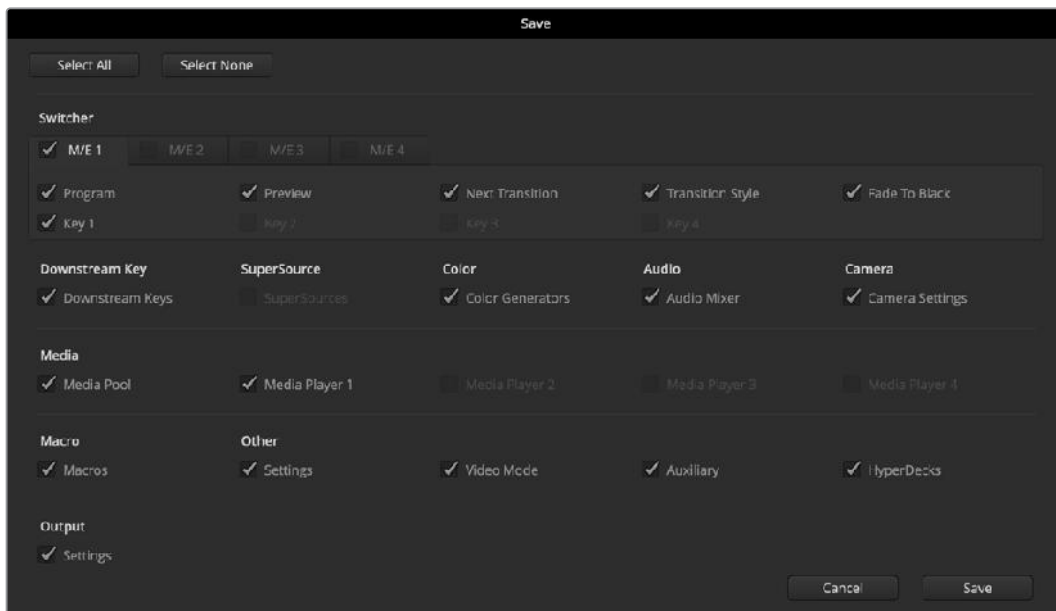 Save
Select All Select None
Switcher
M/E 1 M/E 2 M/E 3 M/E 4
Program Preview Next Transition Transition Style Fade To Black
Key 1 Key 2 Key 3 Key 4
Downstream Key SuperSource Color Audio Camera
Downstream Keys SuperSources Color Generators Audio Mixer Camera Settings
Media
Media Pool Media Player 1 Media Player 2 Media Player 3 Media Player 4
Macro Other
Macros Settings Video Mode Auxiliary HyperDecks
Output
Settings
Cancel Save